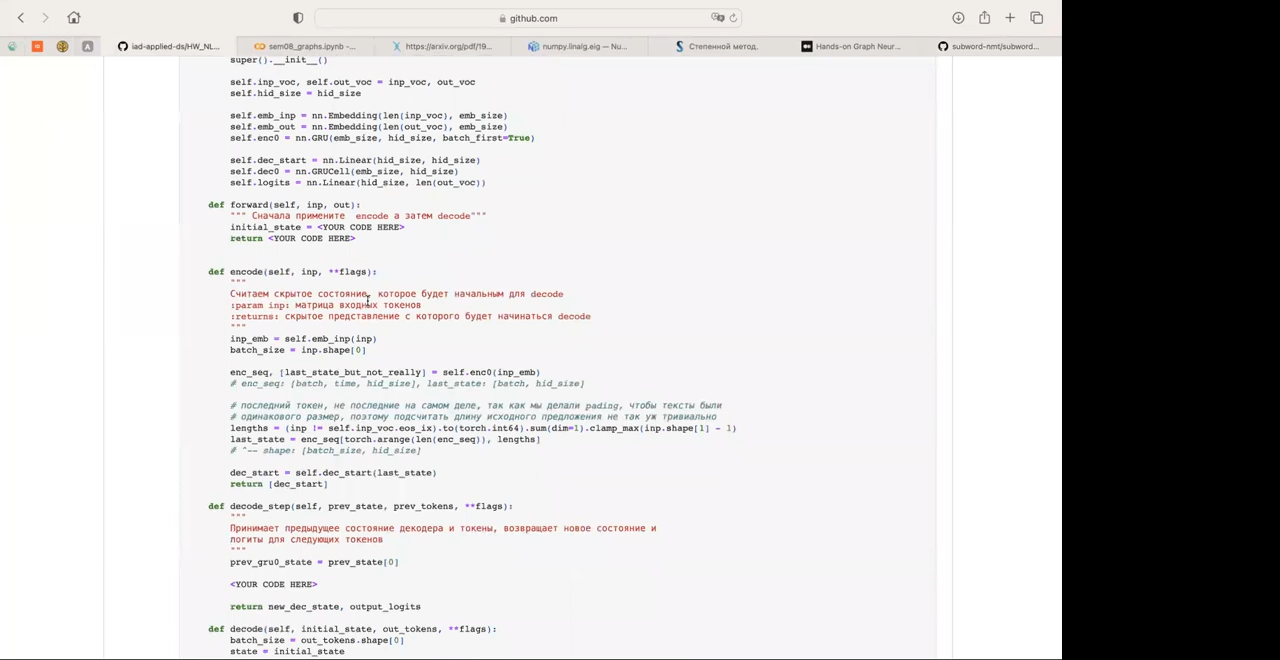 github.com
iad-applied-ds/HW_NL...
sem08_graphs.ipynb -...
https://arxiv.org/pdf/19...
numpy.linalg.eig — Nu...
Степенной метод.
Hands-on Graph Neur...
subword-nmt/subword...
super().__init__()
self.inp_voc, self.out_voc = inp_voc, out_voc
self.hid_size = hid_size
self.emb_inp = nn.Embedding(len(inp_voc), emb_size)
self.emb_out = nn.Embedding(len(out_voc), emb_size)
self.enc0 = nn.GRU(emb_size, hid_size, batch_first=True)
self.dec_start = nn.Linear(hid_size, hid_size)
self.dec0 = nn.GRUCell(emb_size, hid_size)
self.logits = nn.Linear(hid_size, len(out_voc))
def forward(self, inp, out):
""" Сначала примените  encode а затем decode"""
initial_state = <YOUR CODE HERE>
return <YOUR CODE HERE>
def encode(self, inp, **flags):
"""
Считаем скрытое состояние, которое будет начальным для decode
:param inp: матрица входных токенов
:returns: скрытое представление с которого будет начинаться decode
"""
inp_emb = self.emb_inp(inp)
batch_size = inp.shape[0]
enc_seq, [last_state_but_not_really] = self.enc0(inp_emb)
# enc_seq: [batch, time, hid_size], last_state: [batch, hid_size]
# последний токен, не последние на самом деле, так как мы делали pading, чтобы тексты были
# одинакового размер, поэтому подсчитать длину исходного предложения не так уж тривиально
lengths = (inp != self.inp_voc.eos_ix).to(torch.int64).sum(dim=1).clamp_max(inp.shape[1] - 1)
last_state = enc_seq[torch.arange(len(enc_seq)), lengths]
# ^-- shape: [batch_size, hid_size]
dec_start = self.dec_start(last_state)
return [dec_start]
def decode_step(self, prev_state, prev_tokens, **flags):
"""
Принимает предыдущее состояние декодера и токены, возвращает новое состояние и
логиты для следующих токенов
"""
prev_gru0_state = prev_state[0]
<YOUR CODE HERE>
return new_dec_state, output_logits
def decode(self, initial_state, out_tokens, **flags):
batch_size = out_tokens.shape[0]
state = initial_state